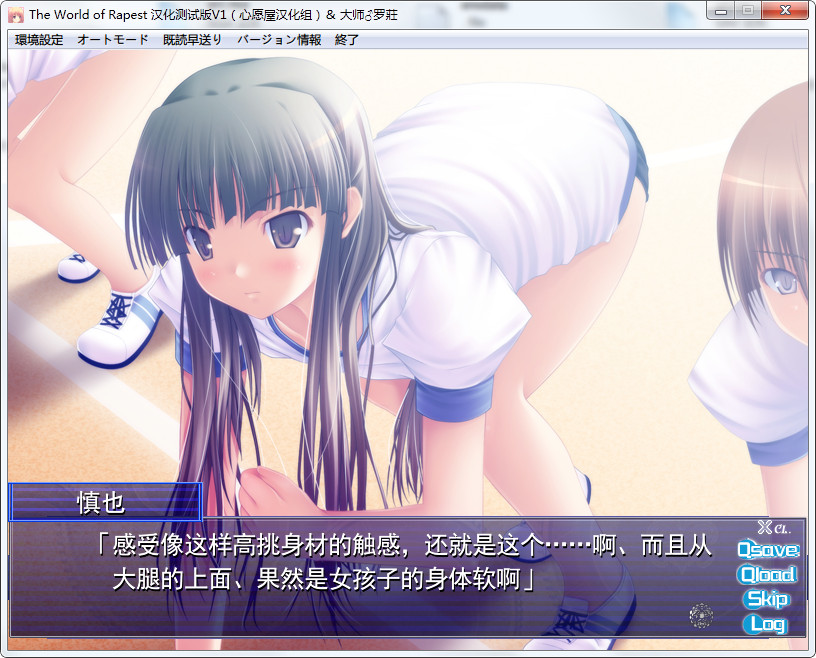 The World of Rapest 汉化测试版V1（心愿屋汉化组）& 大师 罗莊
環境設定 オートモード 既読早送り バージョン情報 終了
慎也
「感受像这样高挑身材的触感，还就是这个……啊、而且从
大腿的上面、果然是女孩子的身体软啊」
CL.
Qsave
Qload
Skip
Log